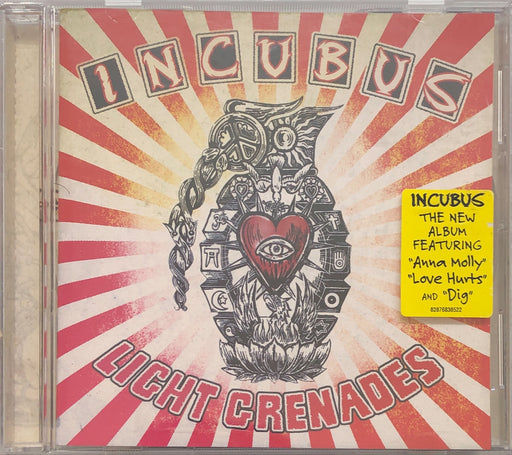 INCUBUS
INCUBUS
THE NEW
ALBUM
FEATURING
"Anna Molly"
"Love Hurts"
AND "Dig"
82876838522
LIGHT GRENADES